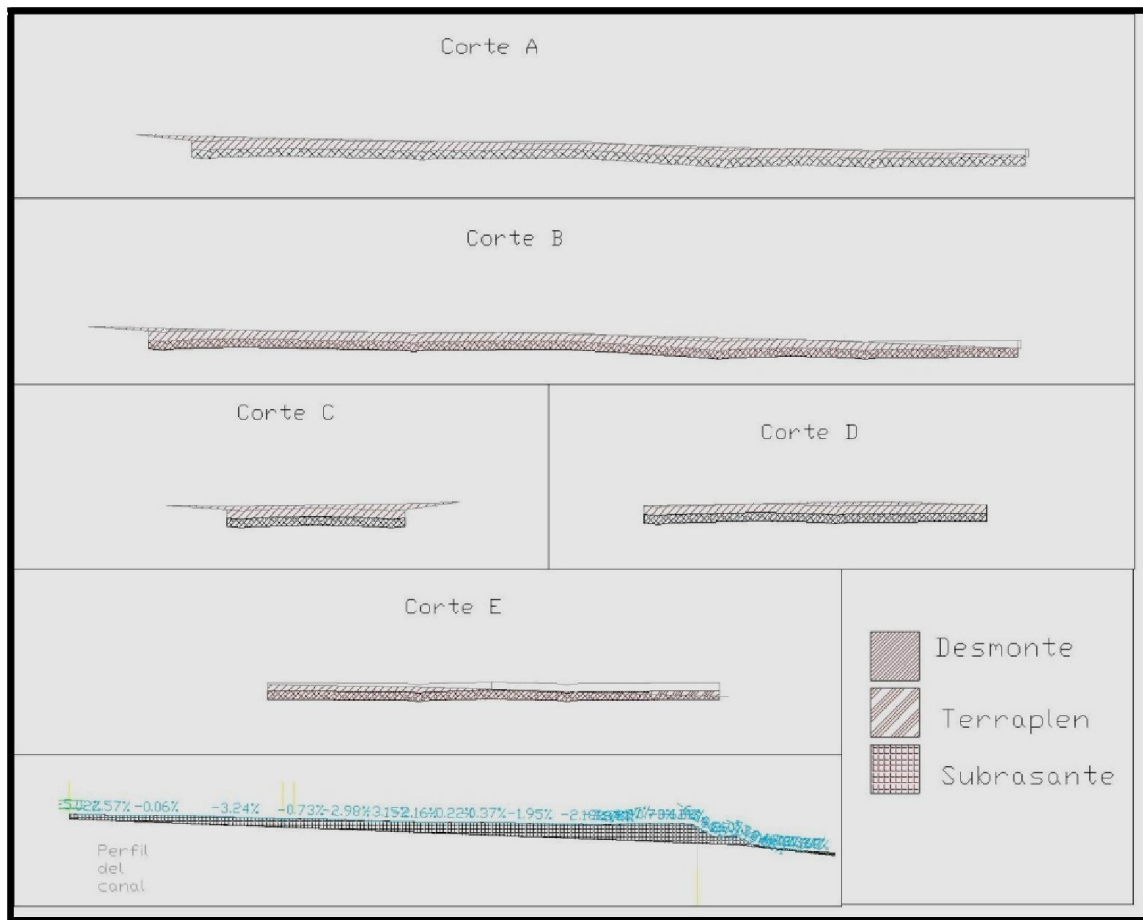 Corte A
Corte B
Corte C
Corte D
Corte E
Desmonte
Terraplen
Subrasante
-0.06% -3.24% -0.73% -2.98% -1.95%
Perfil
del
canal